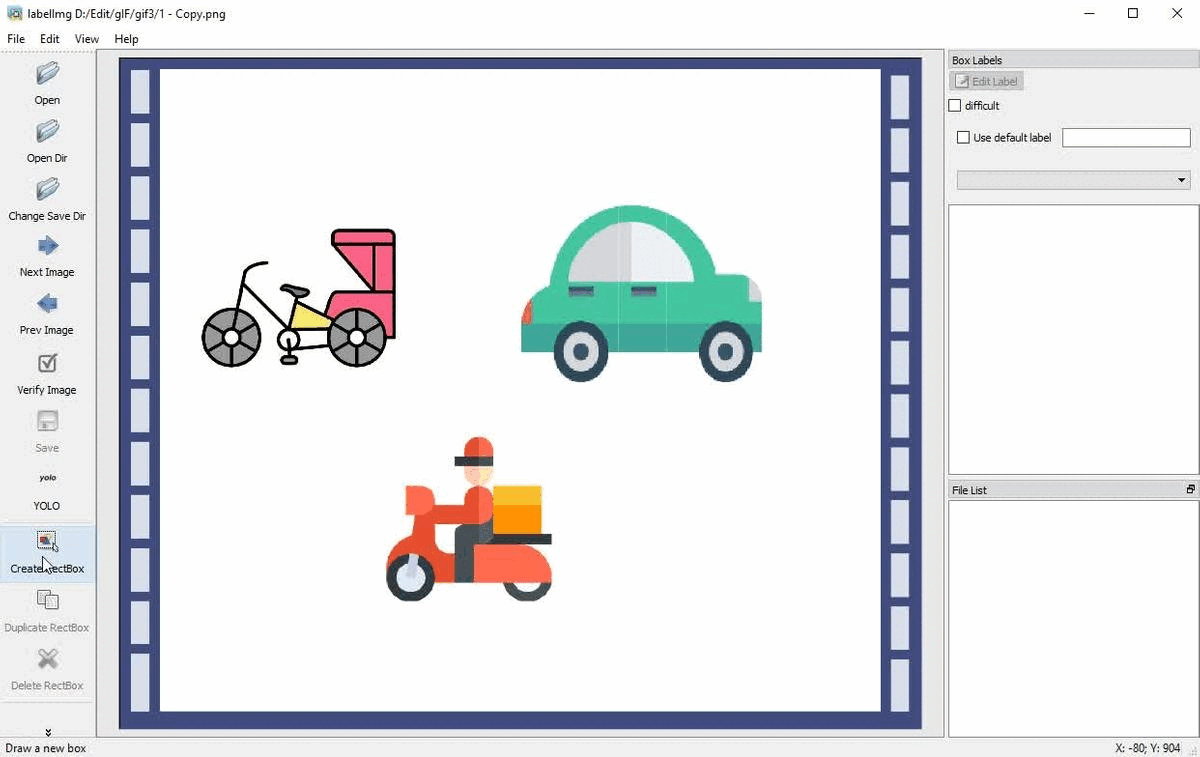 labelImg D:/Edit/gIF/gif3/1 - Copy.png
File Edit View Help
Open
Open Dir
Change Save Dir
Next Image
Prev Image
Verify Image
Save
yolo
YOLO
CreateRectBox
Duplicate RectBox
Delete RectBox
Box Labels
Edit Label
difficult
Use default label
File List
Draw a new box
X: -80; Y: 904